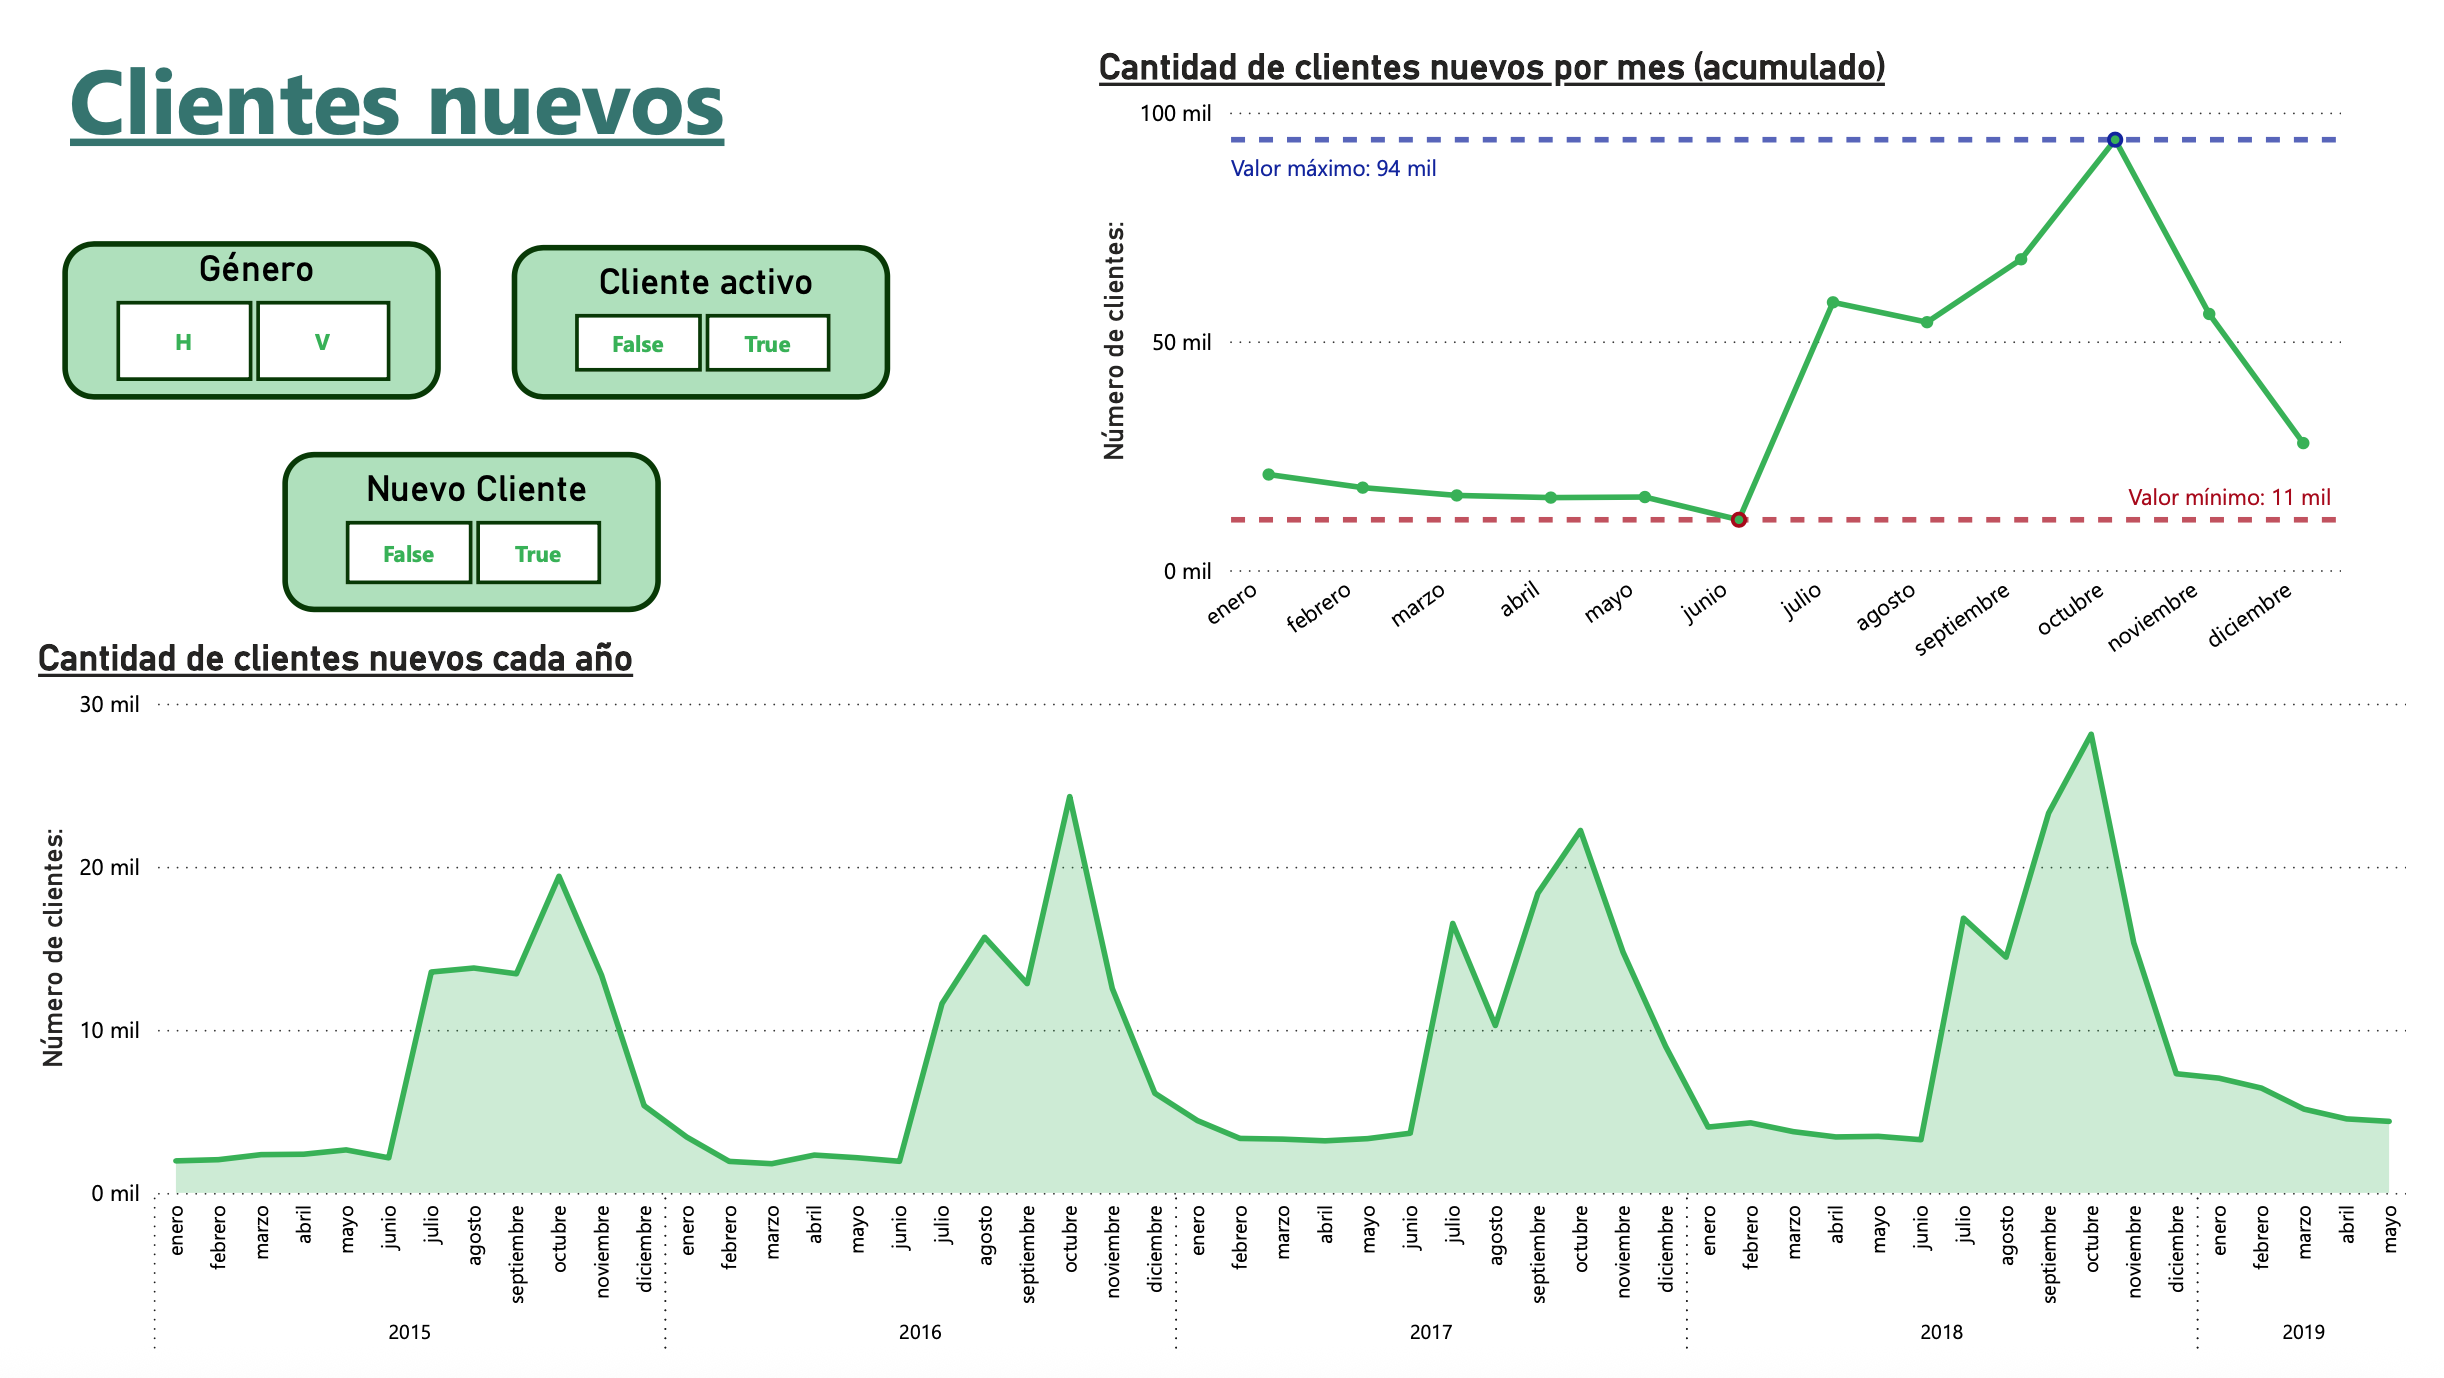 Clientes nuevos
Género
H
V
Cliente activo
False
True
Nuevo Cliente
False
True
Cantidad de clientes nuevos por mes (acumulado)
Número de clientes:
100 mil
50 mil
0 mil
Valor máximo: 94 mil
Valor mínimo: 11 mil
enero
febrero
marzo
abril
mayo
junio
julio
agosto
septiembre
octubre
noviembre
diciembre
Cantidad de clientes nuevos cada año
Número de clientes:
30 mil
20 mil
10 mil
0 mil
enero
febrero
marzo
abril
mayo
junio
julio
agosto
septiembre
octubre
noviembre
diciembre
enero
febrero
marzo
abril
mayo
junio
julio
agosto
septiembre
octubre
noviembre
diciembre
enero
febrero
marzo
abril
mayo
junio
julio
agosto
septiembre
octubre
noviembre
diciembre
enero
febrero
marzo
abril
mayo
junio
julio
agosto
septiembre
octubre
noviembre
diciembre
enero
febrero
marzo
abril
mayo
2015
2016
2017
2018
2019